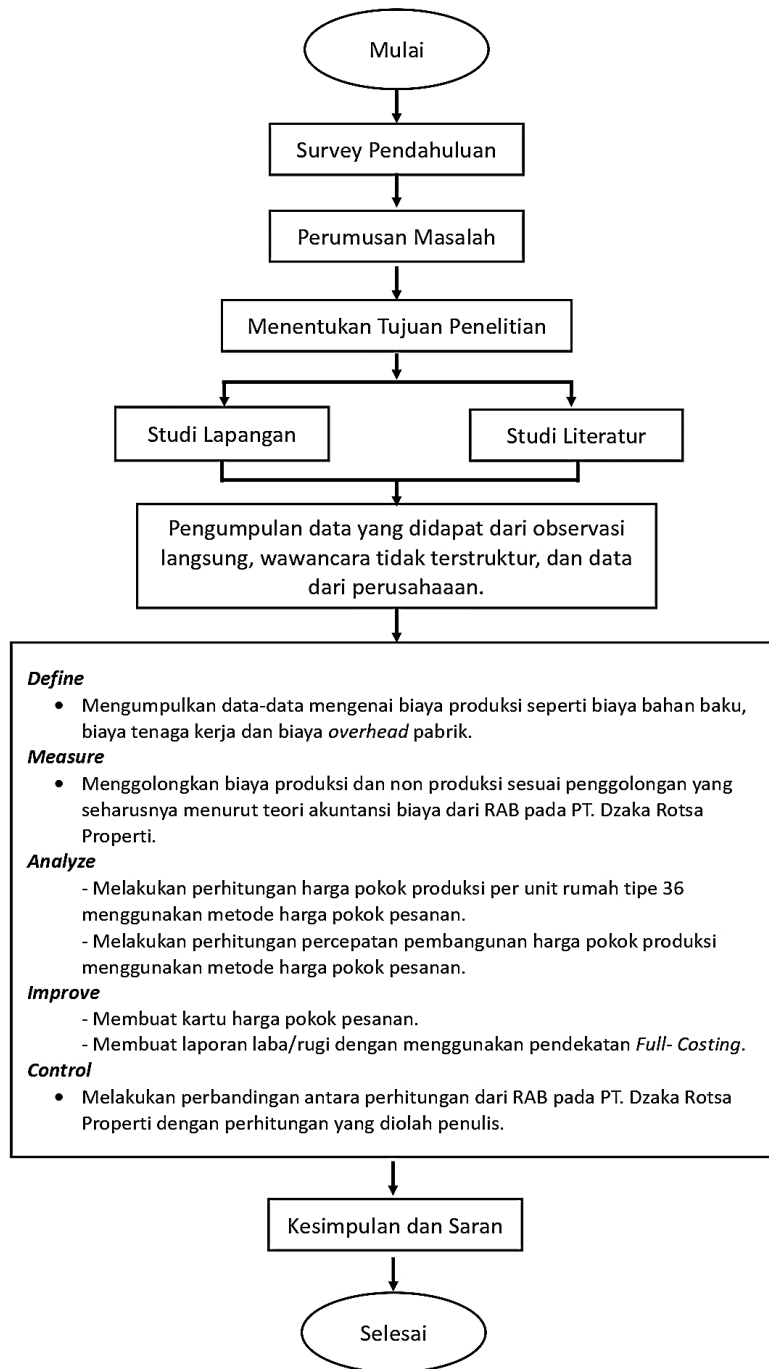 Mulai
Survey Pendahuluan
Perumusan Masalah
Menentukan Tujuan Penelitian
Studi Lapangan
Studi Literatur
Pengumpulan data yang didapat dari observasi
langsung, wawancara tidak terstruktur, dan data
dari perusahaaan.
Define
• Mengumpulkan data-data mengenai biaya produksi seperti biaya bahan baku,
biaya tenaga kerja dan biaya overhead pabrik.
Measure
• Menggolongkan biaya produksi dan non produksi sesuai penggolongan yang
seharusnya menurut teori akuntansi biaya dari RAB pada PT. Dzaka Rotsa
Properti.
Analyze
- Melakukan perhitungan harga pokok produksi per unit rumah tipe 36
menggunakan metode harga pokok pesanan.
- Melakukan perhitungan percepatan pembangunan harga pokok produksi
menggunakan metode harga pokok pesanan.
Improve
- Membuat kartu harga pokok pesanan.
- Membuat laporan laba/rugi dengan menggunakan pendekatan Full- Costing.
Control
• Melakukan perbandingan antara perhitungan dari RAB pada PT. Dzaka Rotsa
Properti dengan perhitungan yang diolah penulis.
Kesimpulan dan Saran
Selesai